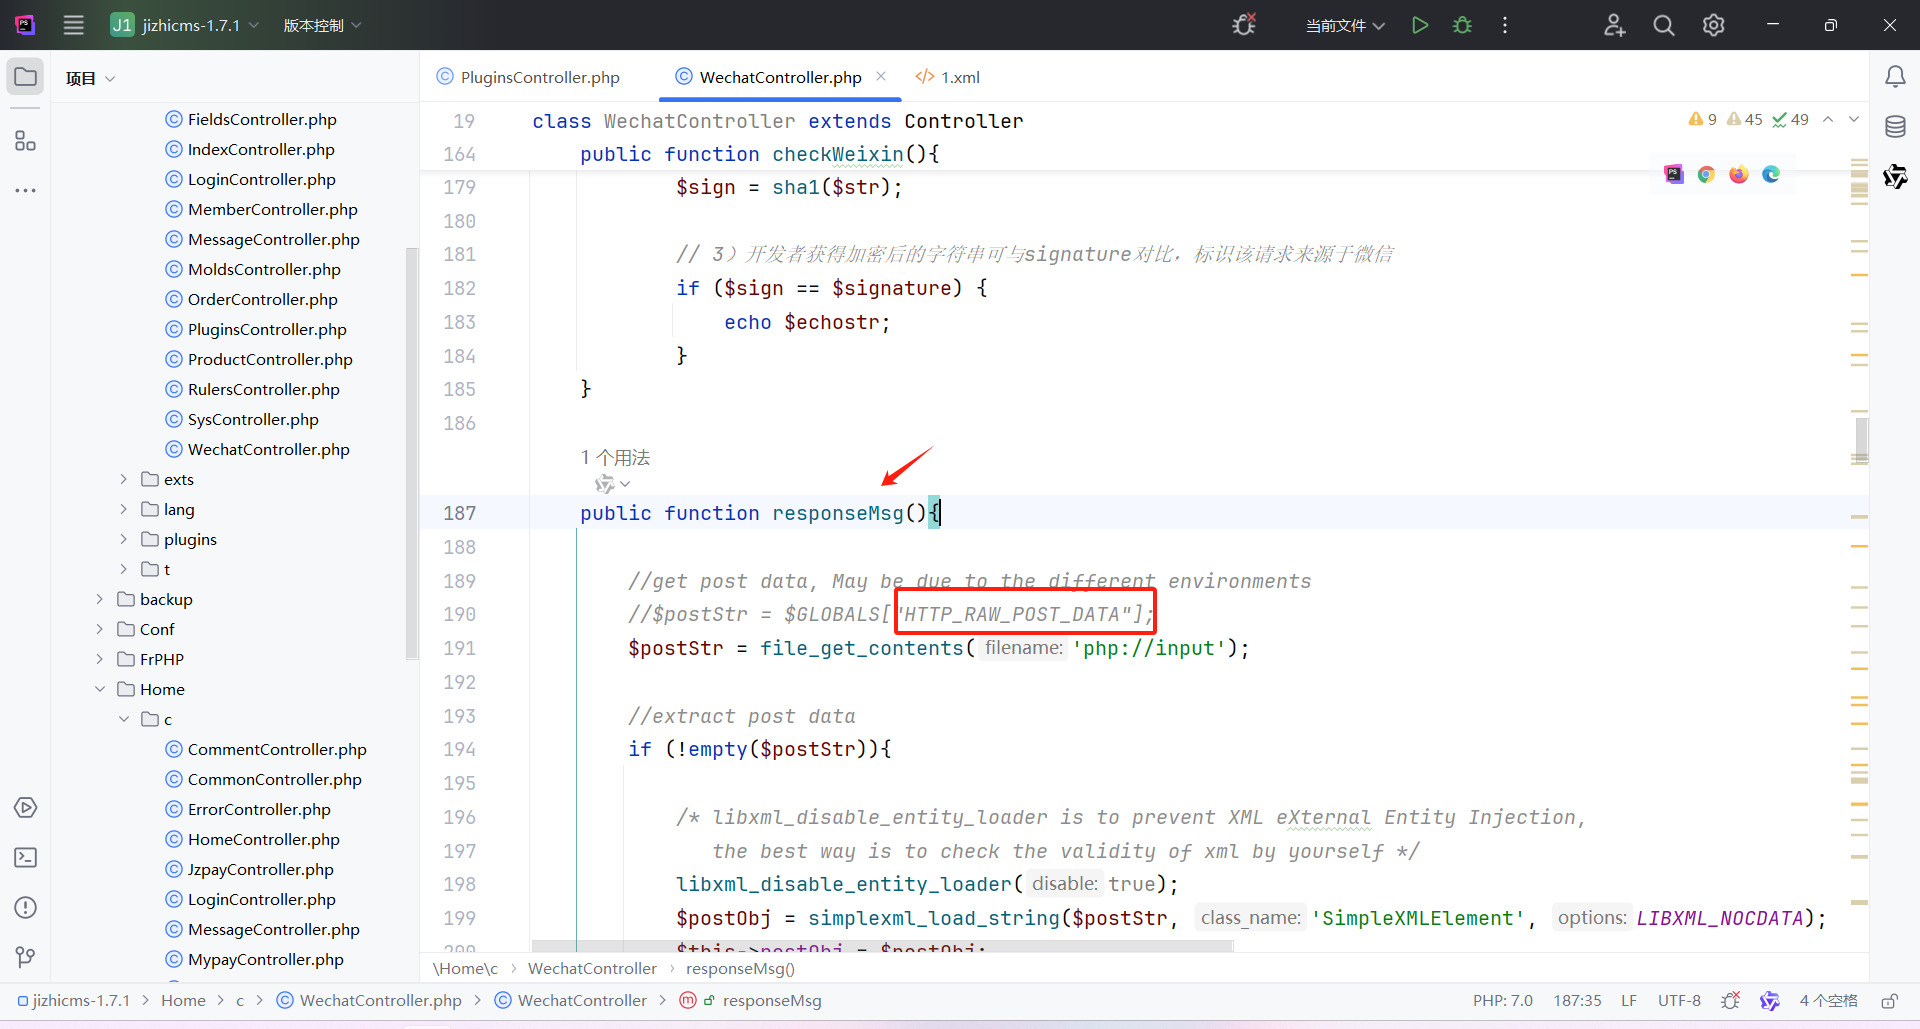 J1 jizhicms-1.7.1 版本控制 当前文件
项目
FieldsController.php
IndexController.php
LoginController.php
MemberController.php
MessageController.php
MoldsController.php
OrderController.php
PluginsController.php
ProductController.php
RulersController.php
SysController.php
WechatController.php
exts
lang
plugins
t
backup
Conf
FrPHP
Home
c
CommentController.php
CommonController.php
ErrorController.php
HomeController.php
JzpayController.php
LoginController.php
MessageController.php
MypayController.php
PluginsController.php WechatController.php 1.xml
9 45 49
19 class WechatController extends Controller
164 public function checkWeixin(){
179 $sign = sha1($str);
180
181 // 3）开发者获得加密后的字符串可与signature对比，标识该请求来源于微信
182 if ($sign == $signature) {
183 echo $echostr;
184 }
185 }
186
1 个用法
187 public function responseMsg(){
188
189 //get post data, May be due to the different environments
190 //$postStr = $GLOBALS["HTTP_RAW_POST_DATA"];
191 $postStr = file_get_contents( filename: 'php://input');
192
193 //extract post data
194 if (!empty($postStr)){
195
196 /* libxml_disable_entity_loader is to prevent XML eXternal Entity Injection,
197 the best way is to check the validity of xml by yourself */
198 libxml_disable_entity_loader( disable: true);
199 $postObj = simplexml_load_string($postStr, class_name: 'SimpleXMLElement', options: LIBXML_NOCDATA);
200 $this->postObj = $postObj;
\Home\c WechatController responseMsg()
jizhicms-1.7.1 Home c WechatController.php WechatController responseMsg PHP: 7.0 187:35 LF UTF-8 4 个空格